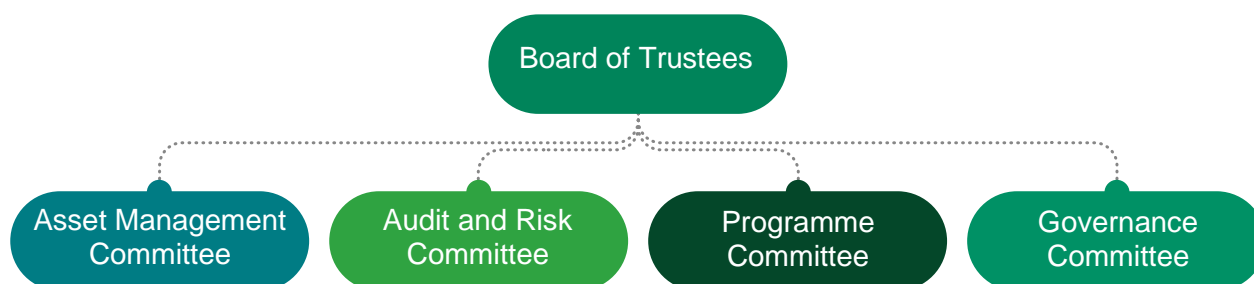 Board of Trustees
Asset Management
Committee
Audit and Risk
Committee
Programme
Committee
Governance
Committee